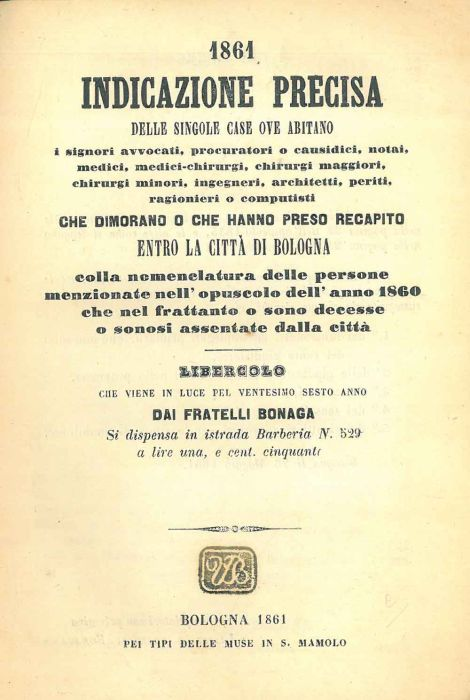 1861
INDICAZIONE PRECISA
DELLE SINGOLE CASE OVE ABITANO
i signori avvocati, procuratori o causidici, notai,
medici, medici-chirurgi, chirurgi maggiori,
chirurgi minori, ingegneri, architetti, periti,
ragionieri o computisti
CHE DIMORANO O CHE HANNO PRESO RECAPITO
ENTRO LA CITTÀ DI BOLOGNA
colla nomenclatura delle persone
menzionate nell'opuscolo dell'anno 1860
che nel frattanto o sono decesse
o sonosi assentate dalla città
LIBERCOLO
CHE VIENE IN LUCE PEL VENTESIMO SESTO ANNO
DAI FRATELLI BONAGA
Si dispensa in istrada Barberia N. 529
a lire una, e cent. cinquant
BOLOGNA 1861
PEI TIPI DELLE MUSE IN S. MAMOLO